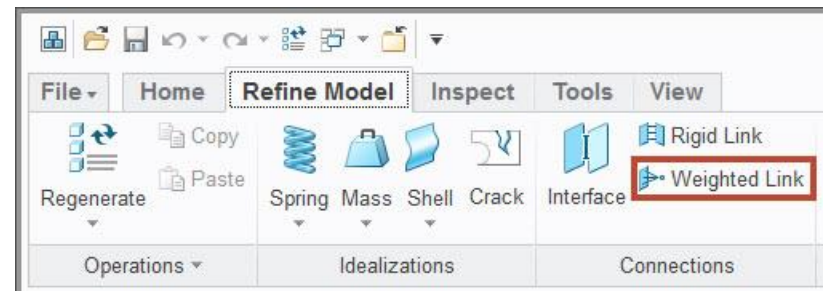 File Home Refine Model Inspect Tools View
Regenerate
Copy
Paste
Operations
Spring Mass Shell Crack
Idealizations
Interface
Rigid Link
Weighted Link
Connections